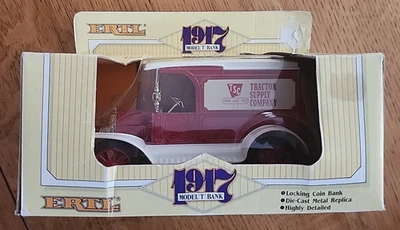 ERTL
1917
MODEL 'T' BANK
TSC
TRACTOR
SUPPLY
COMPANY
ERTL
1917
MODEL 'T' BANK
•Locking Coin Bank
•Die-Cast Metal Replica
•Highly Detailed